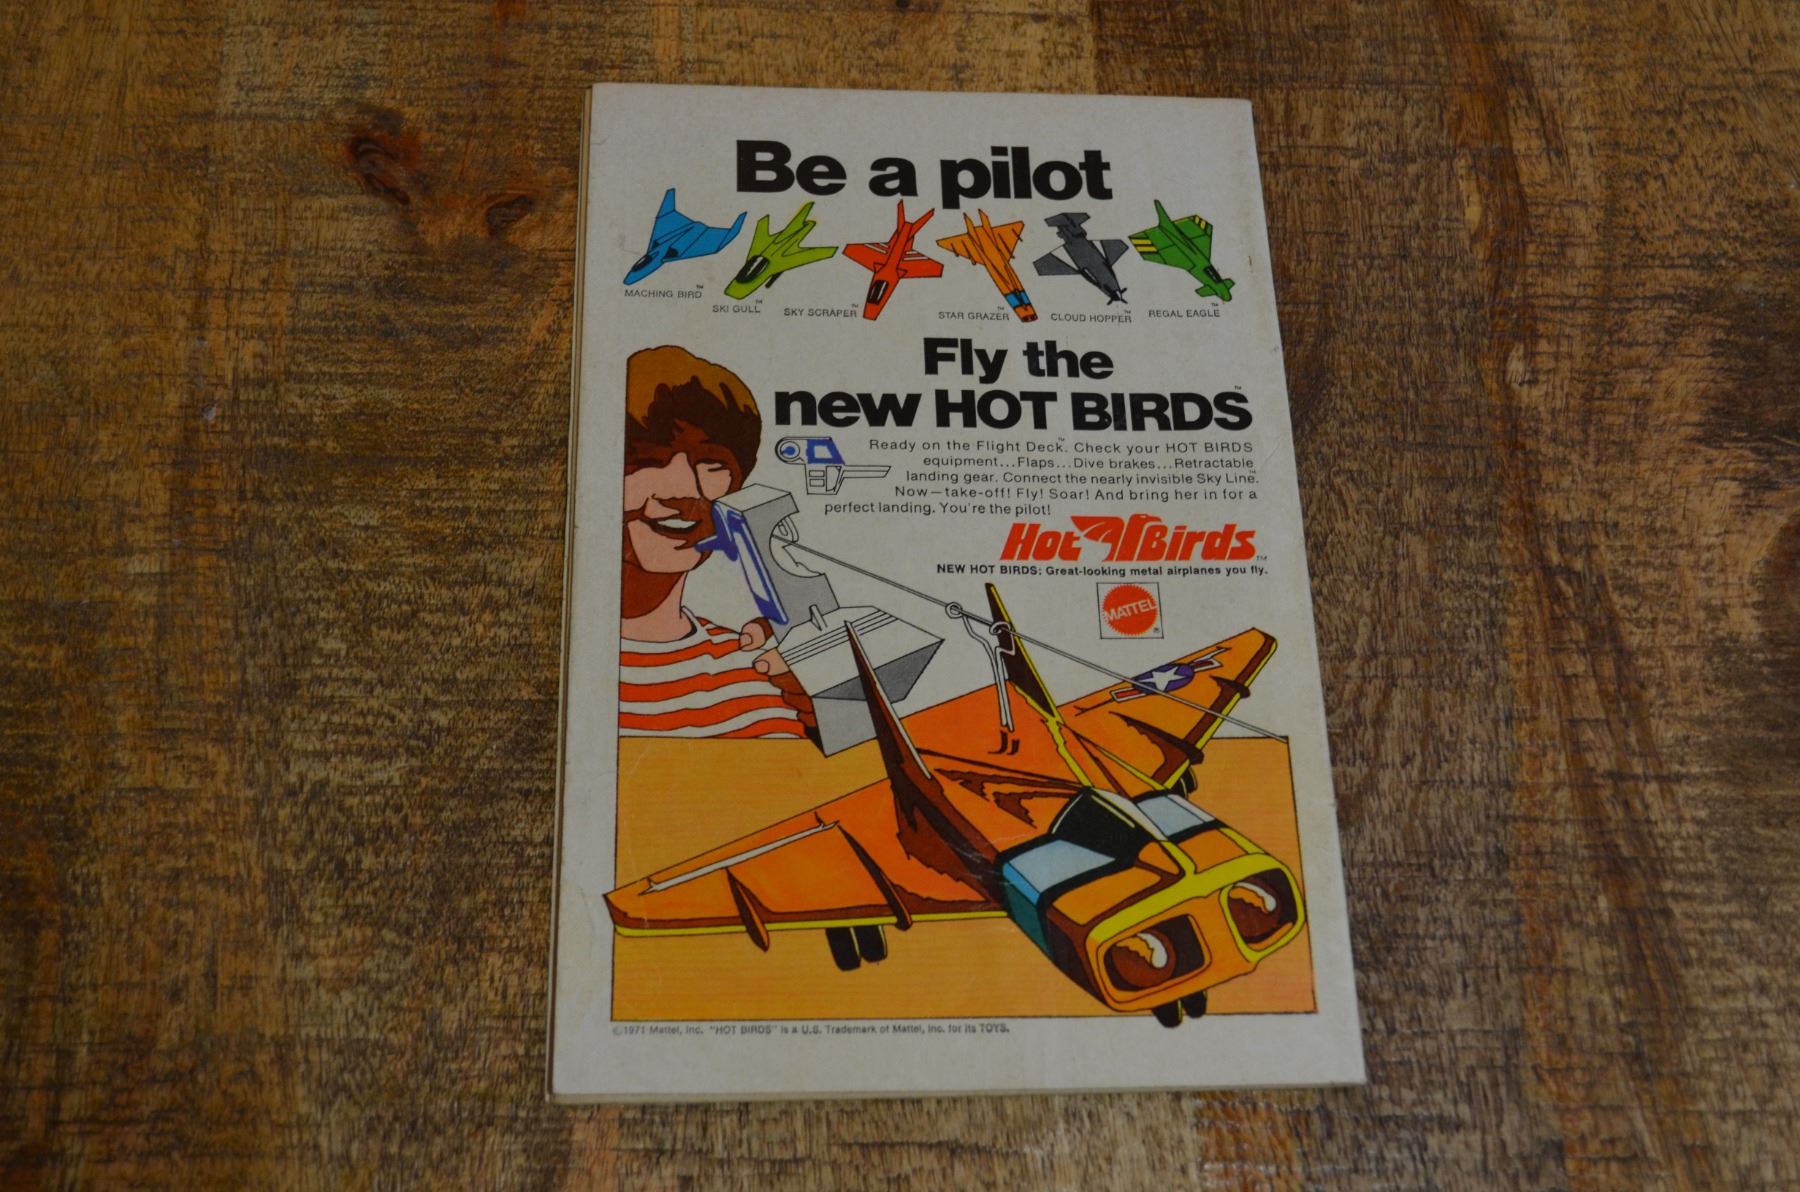 Be a pilot
MACHING BIRD™
SKI GULL™
SKY SCRAPER™
STAR GRAZER™
CLOUD HOPPER™
REGAL EAGLE™
Fly the
new HOT BIRDS™
Ready on the Flight Deck™. Check your HOT BIRDS
equipment...Flaps...Dive brakes...Retractable
landing gear. Connect the nearly invisible Sky Line™.
Now—take-off! Fly! Soar! And bring her in for a
perfect landing. You're the pilot!
Hot Birds™
NEW HOT BIRDS: Great-looking metal airplanes you fly.
MATTEL®
©1971 Mattel, Inc. "HOT BIRDS" is a U.S. Trademark of Mattel, Inc. for its TOYS.